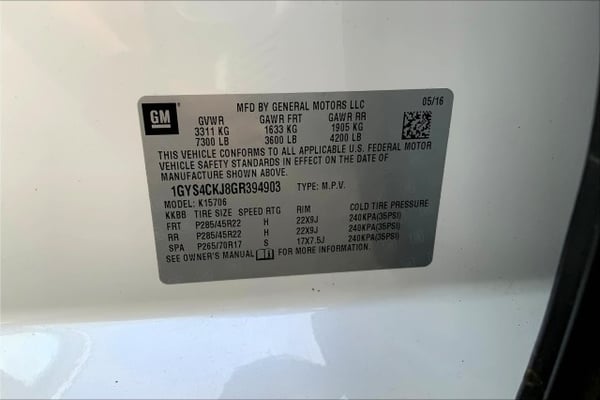 GM
MFD BY GENERAL MOTORS LLC 05/16
GVWR GAWR FRT GAWR RR
3311 KG 1633 KG 1905 KG
7300 LB 3600 LB 4200 LB
THIS VEHICLE CONFORMS TO ALL APPLICABLE U.S. FEDERAL MOTOR
VEHICLE SAFETY STANDARDS IN EFFECT ON THE DATE OF
MANUFACTURE SHOWN ABOVE
1GYS4CKJ8GR394903 TYPE: M.P.V.
K15706
KKBB TIRE SIZE SPEED RTG RIM COLD TIRE PRESSURE
FRT P285/45R22 H 22X9J 240KPA(35PSI)
RR P285/45R22 H 22X9J 240KPA(35PSI)
SPA P265/70R17 S 17X7.5J 240KPA(35PSI)
SEE OWNER'S MANUAL FOR MORE INFORMATION.